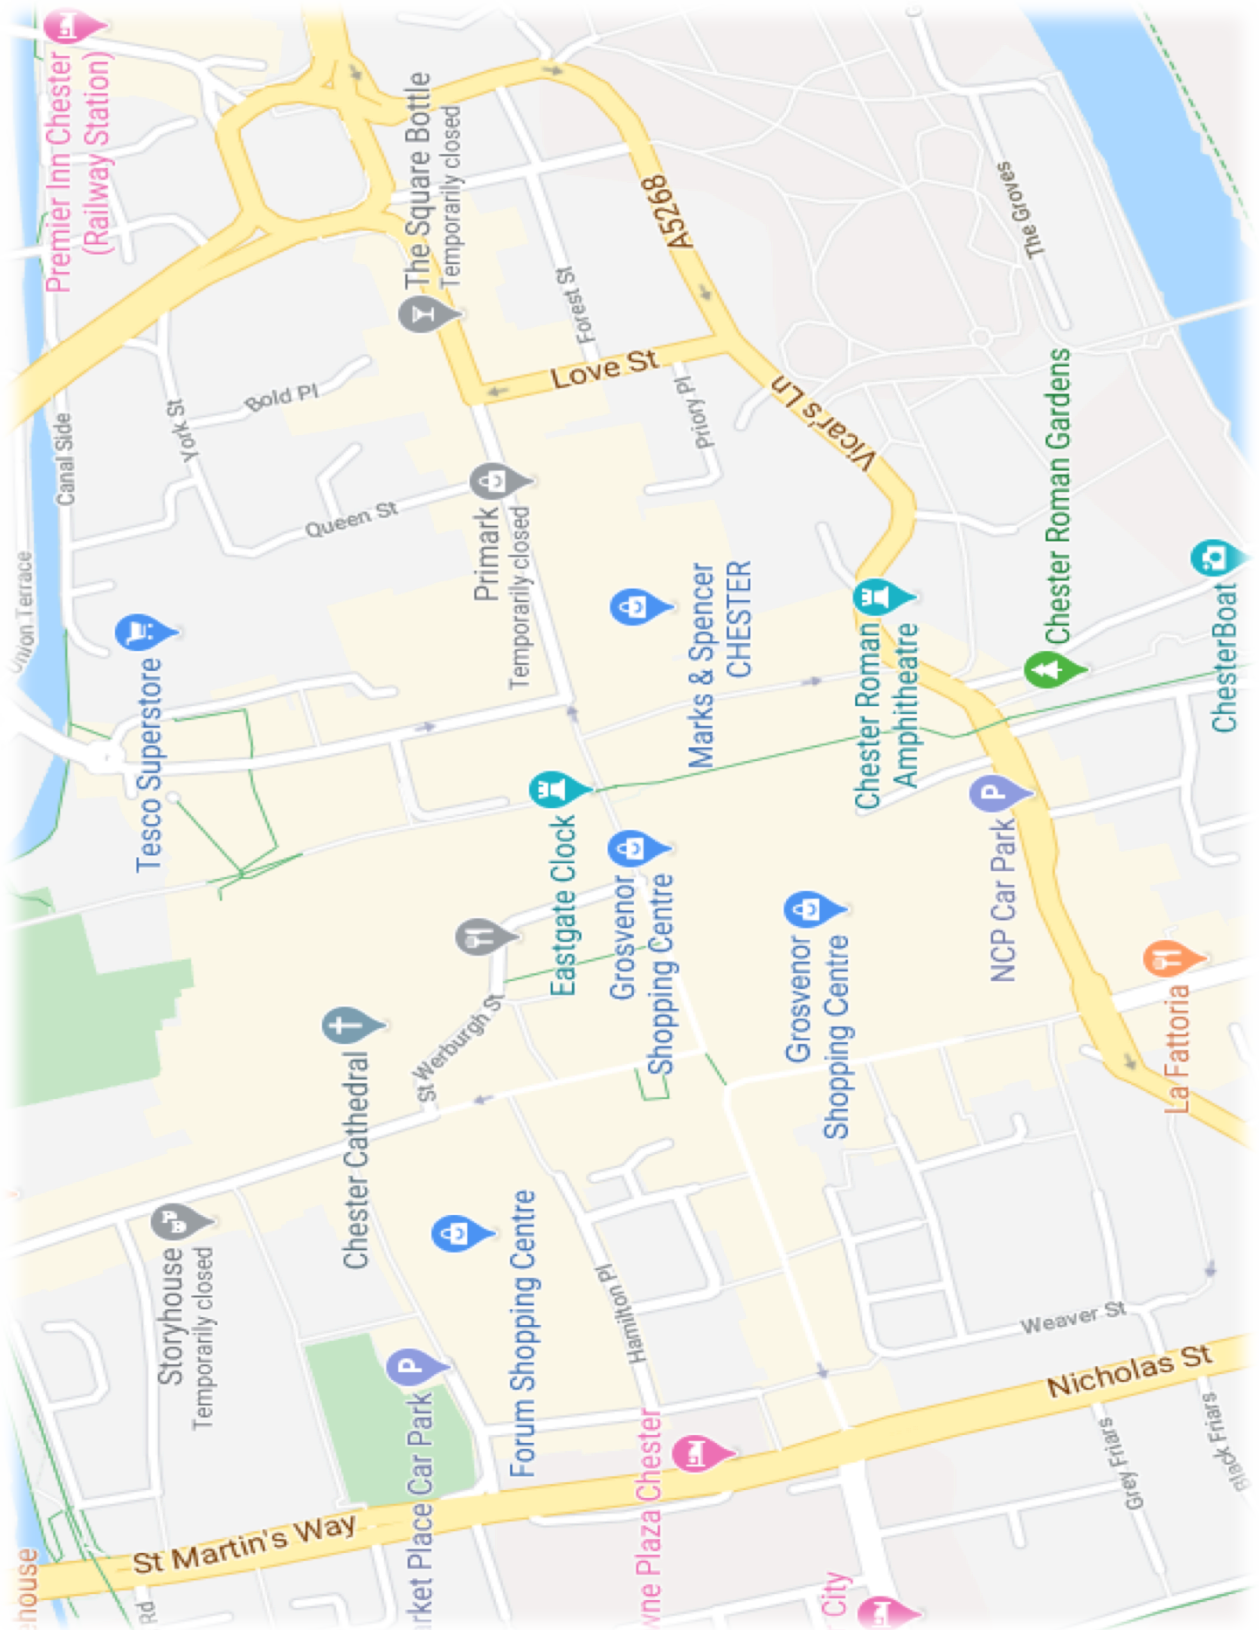 ehouse
Union Terrace
Canal Side
Premier Inn Chester
(Railway Station)
Rd
Tesco Superstore
Storyhouse
Temporarily closed
York St
St Martin's Way
Bold Pl
Queen St
Chester Cathedral
arket Place Car Park
P
The Square Bottle
Temporarily closed
St Werburgh St
Primark
Temporarily closed
Forum Shopping Centre
Eastgate Clock
Forest St
Hamilton Pl
Grosvenor
Shopping Centre
Love St
wne Plaza Chester
A5268
Marks & Spencer
CHESTER
Priory Pl
Grosvenor
Shopping Centre
Vicar's Ln
City
Chester Roman
Amphitheatre
NCP Car Park
P
The Groves
Chester Roman Gardens
Weaver St
Nicholas St
Grey Friars
La Fattoria
Black Friars
ChesterBoat